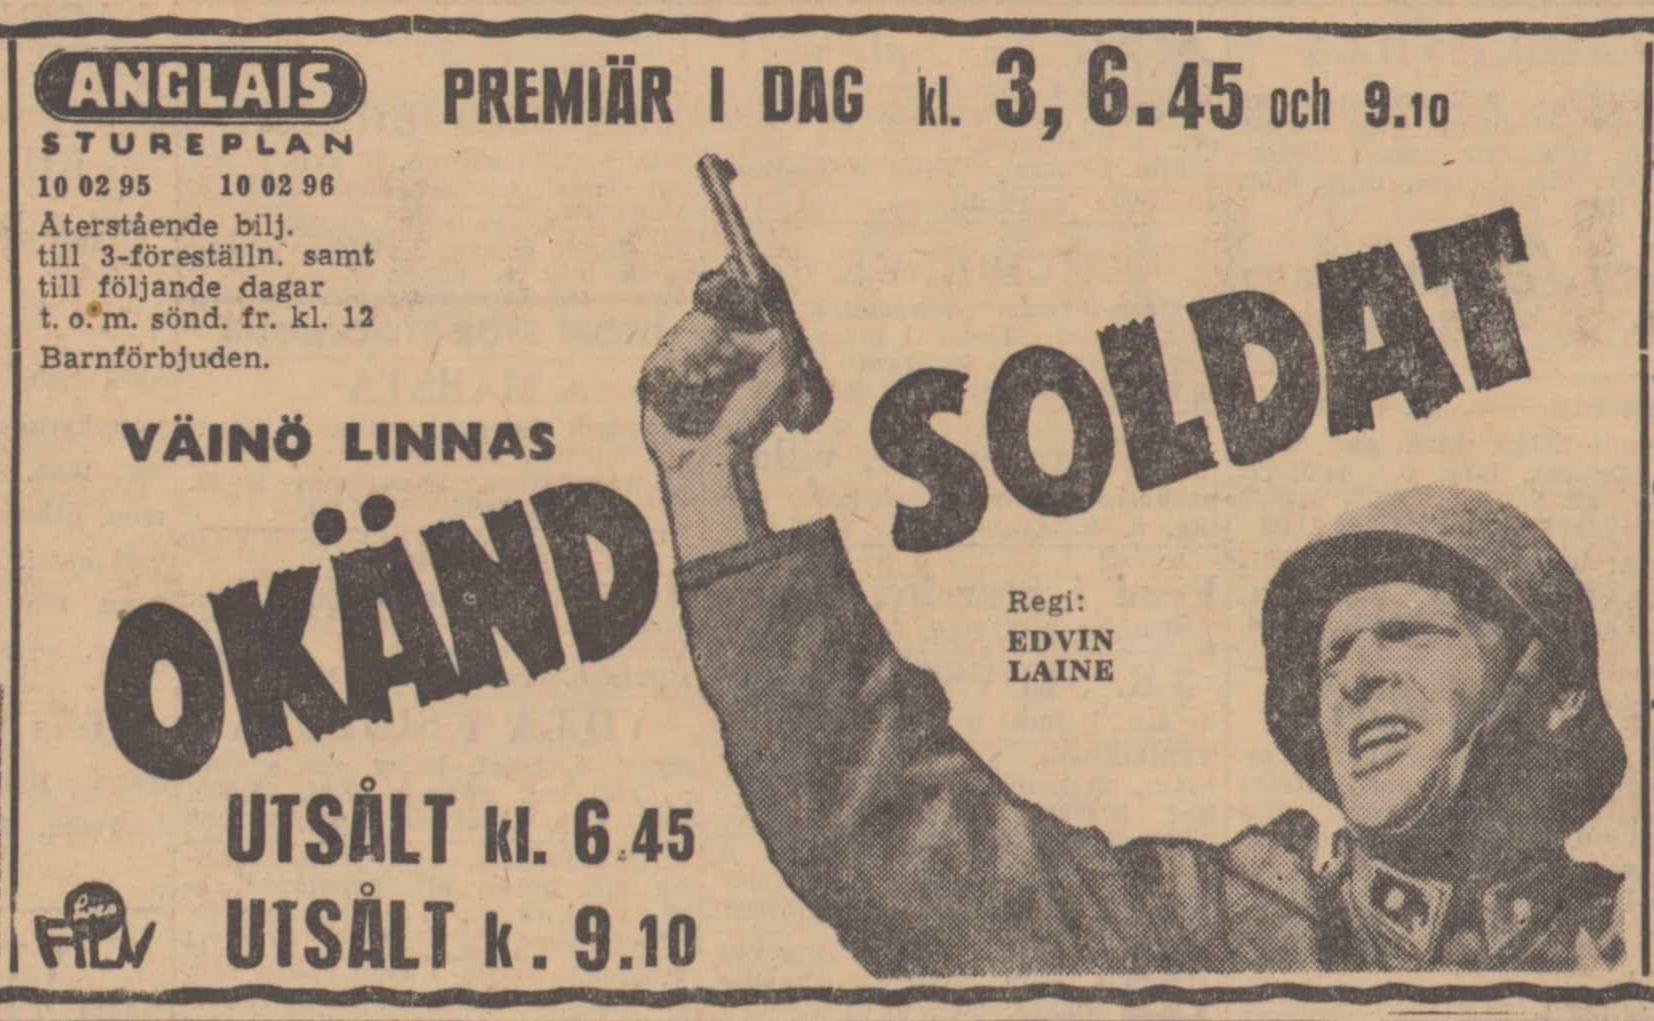 ANGLAIS
STUREPLAN
10 02 95 10 02 96
Återstående bilj.
till 3-föreställn. samt
till följande dagar
t. o. m. sönd. fr. kl. 12
Barnförbjuden.
PREMIÄR I DAG kl. 3, 6.45 och 9.10
VÄINÖ LINNAS
OKÄND
SOLDAT
Regi:
EDVIN
LAINE
UTSÅLT kl. 6.45
UTSÅLT k . 9.10
FILM